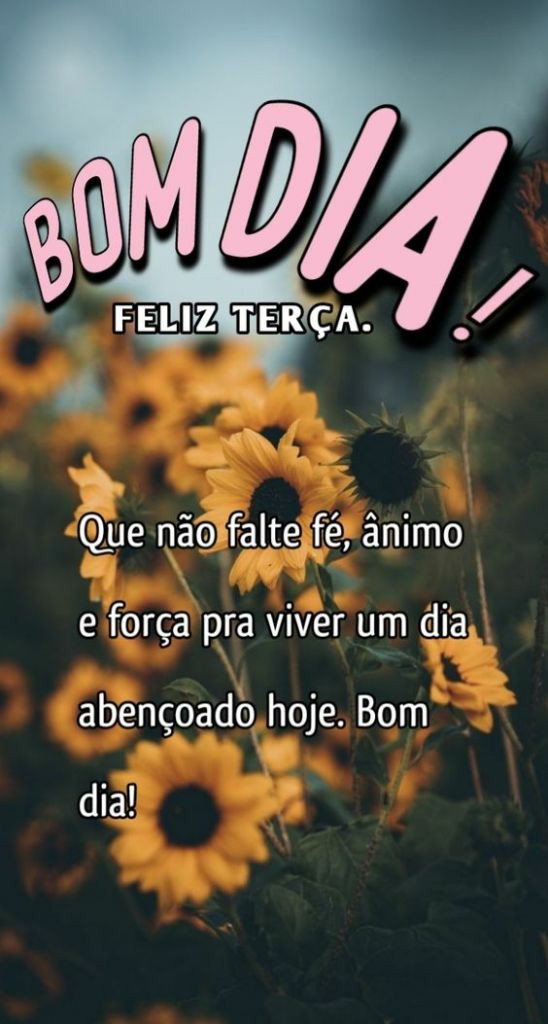 BOM DIA!
FELIZ TERÇA.
Que não falte fé, ânimo
e força pra viver um dia
abençoado hoje. Bom
dia!